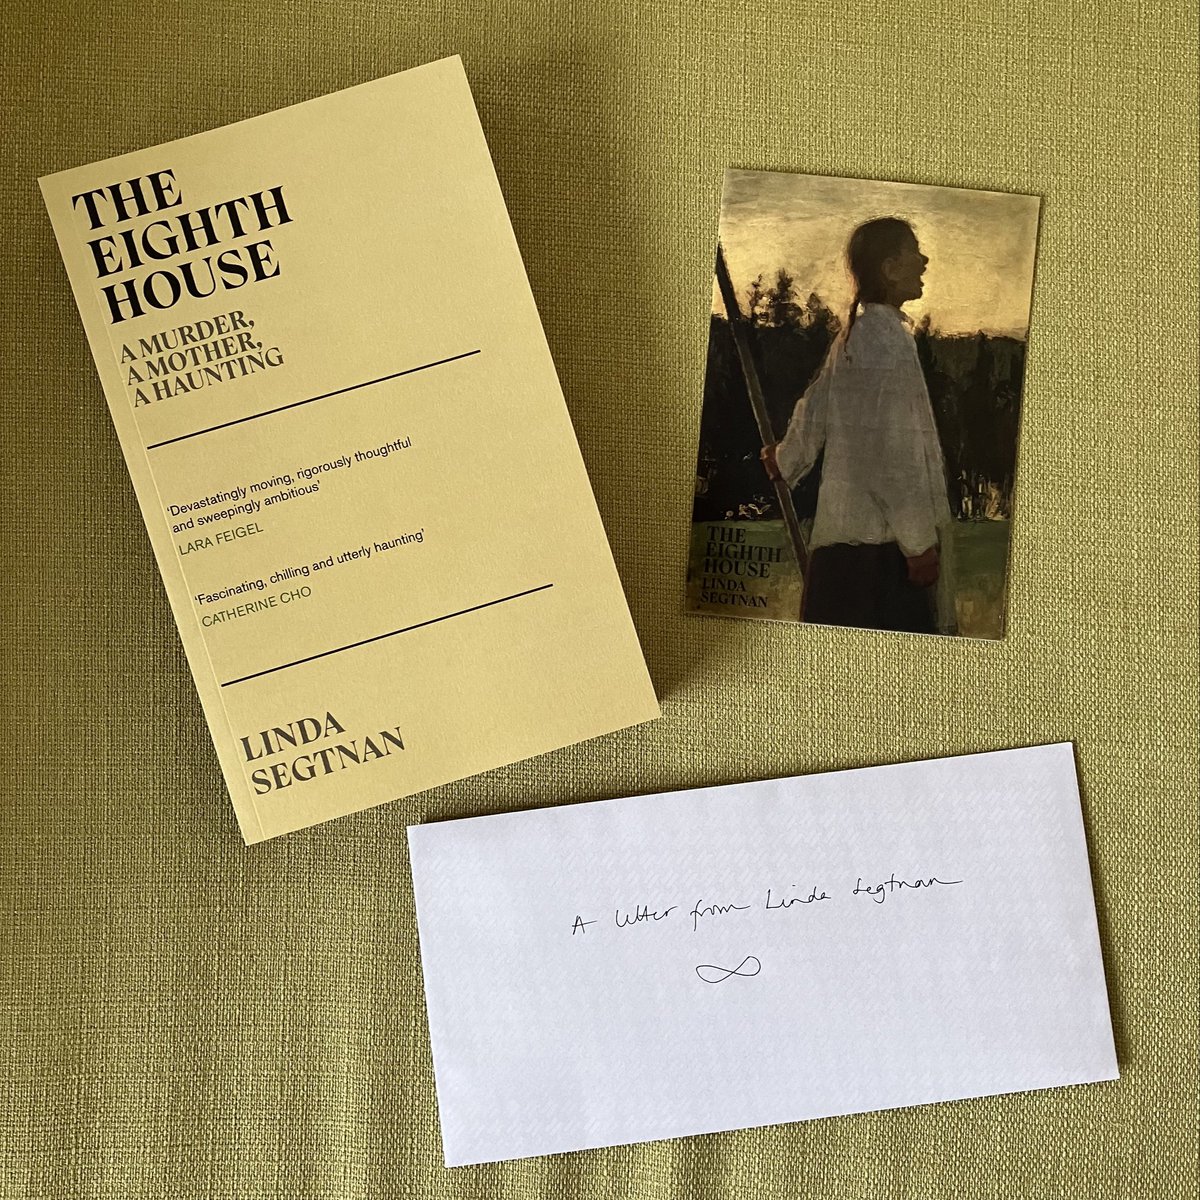 THE
EIGHTH
HOUSE
A MURDER,
A MOTHER,
A HAUNTING
‘Devastatingly moving, rigorously thoughtful
and sweepingly ambitious’
LARA FEIGEL
‘Fascinating, chilling and utterly haunting’
CATHERINE CHO
LINDA
SEGTNAN
THE
EIGHTH
HOUSE
LINDA
SEGTNAN
A letter from Linda Segtnan